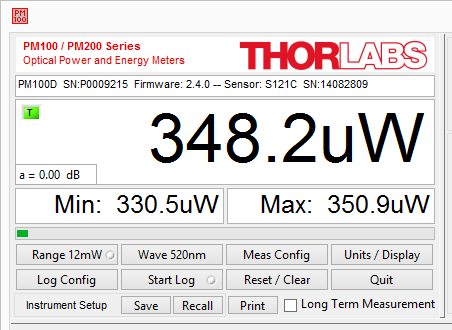 PM
100
PM100 / PM200 Series
Optical Power and Energy Meters
THORLABS
PM100D SN:P0009215 Firmware: 2.4.0 -- Sensor: S121C SN:14082809
T
348.2uW
a = 0.00 dB
Min: 330.5uW Max: 350.9uW
Range 12mW Wave 520nm Meas Config Units / Display
Log Config Start Log Reset / Clear Quit
Instrument Setup Save Recall Print Long Term Measurement